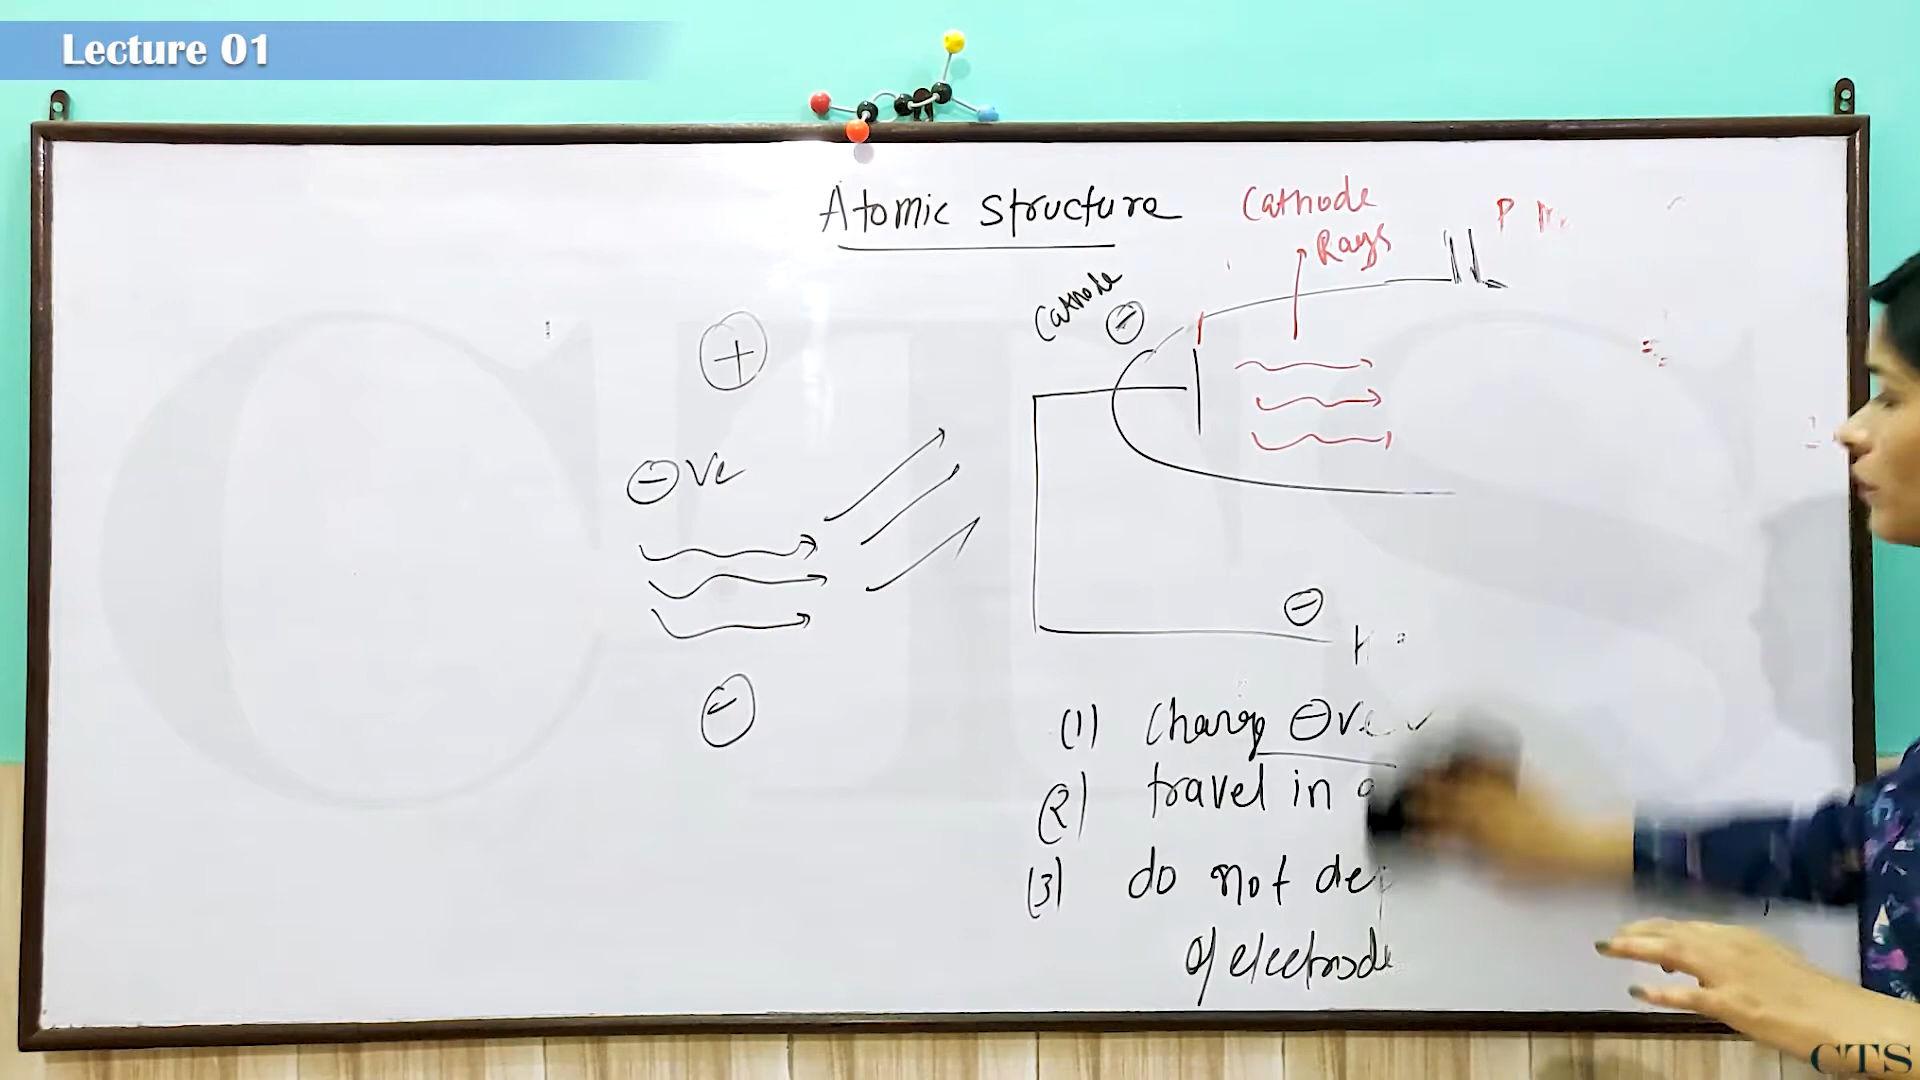 Lecture 01
Atomic structure
Cathode
Rays
Cathode
⊖
+
⊖ ve
⊖
⊖
(1) Charge ⊖ve
(2) travel in
(3) do not
of electrode
CTS
CTS